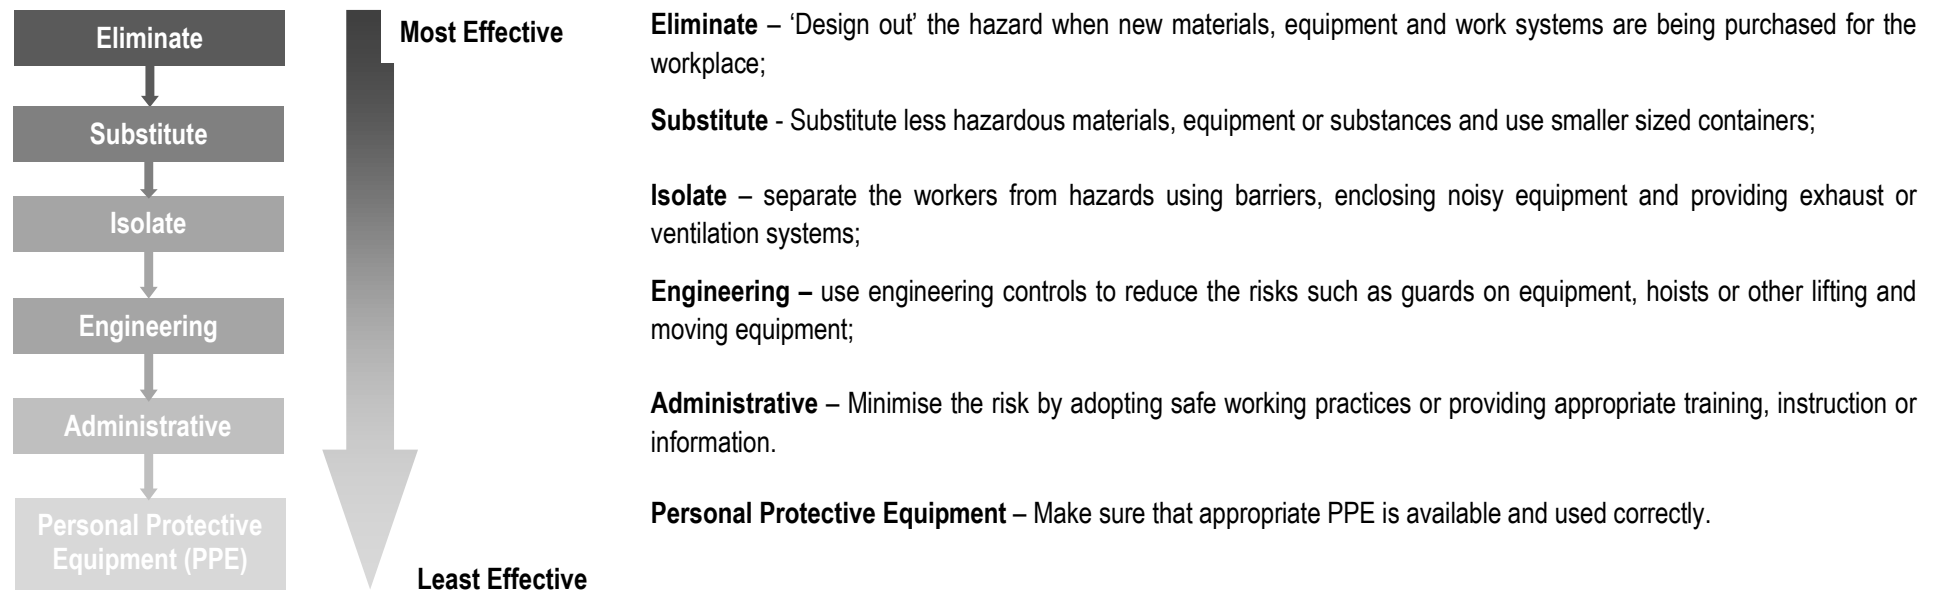 Eliminate
Substitute
Isolate
Engineering
Administrative
Personal Protective
Equipment (PPE)
Most Effective
Least Effective
Eliminate – ‘Design out’ the hazard when new materials, equipment and work systems are being purchased for the
workplace;
Substitute - Substitute less hazardous materials, equipment or substances and use smaller sized containers;
Isolate – separate the workers from hazards using barriers, enclosing noisy equipment and providing exhaust or
ventilation systems;
Engineering – use engineering controls to reduce the risks such as guards on equipment, hoists or other lifting and
moving equipment;
Administrative – Minimise the risk by adopting safe working practices or providing appropriate training, instruction or
information.
Personal Protective Equipment – Make sure that appropriate PPE is available and used correctly.